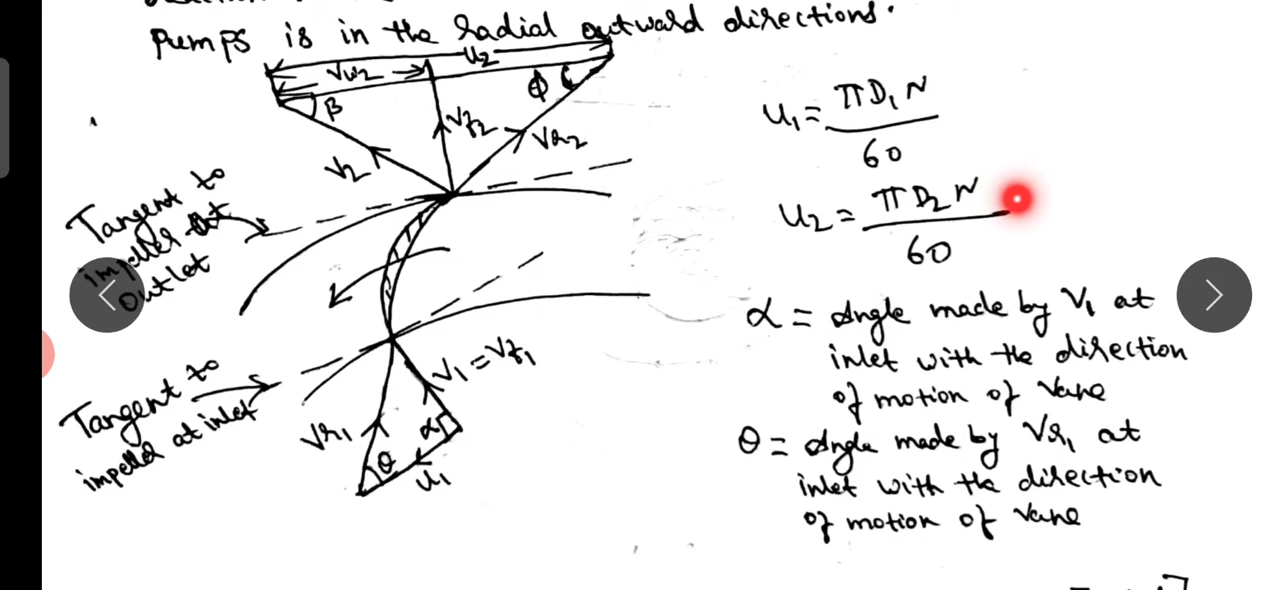 Pumps is in the radial outward directions.
u2
Vw2
β
ϕ
Vf2
Vr2
V2
Tangent to
impeller at
outlet
Tangent to
impeller at inlet
V1 = Vf1
Vr1
α
θ
u1
u1 = πD1N
60
u2 = πD2N
60
α = Angle made by V1 at
inlet with the direction
of motion of vane
θ = Angle made by Vr1 at
inlet with the direction
of motion of vane